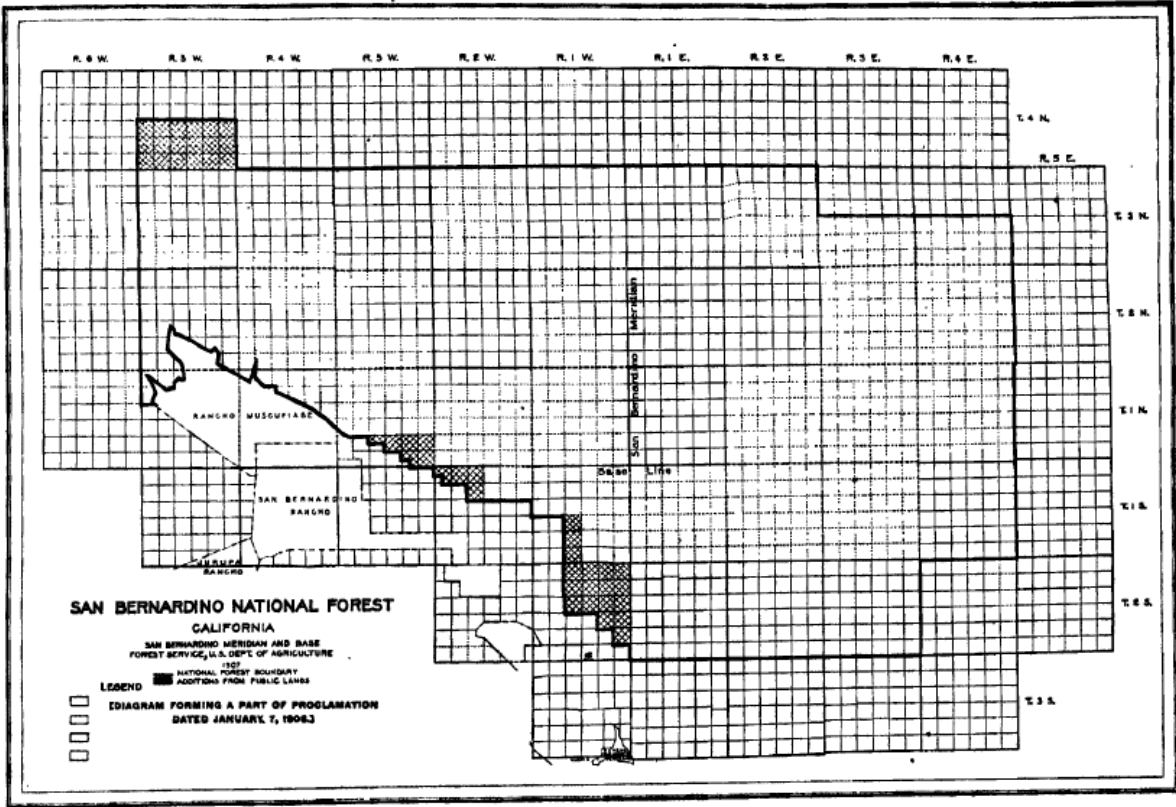 R. 6 W. R. 5 W. R. 4 W. R. 3 W. R. 2 W. R. 1 W. R. 1 E. R. 2 E. R. 3 E. R. 4 E.
T. 4 N.
R. 5 E.
T. 3 N.
San Bernardino Meridian
T. 2 N.
T. 1 N.
RANCHO MUSCUPIABE
Base Line
SAN BERNARDINO
RANCHO
T. 1 S.
JURUPA
RANCHO
T. 2 S.
SAN BERNARDINO NATIONAL FOREST
CALIFORNIA
SAN BERNARDINO MERIDIAN AND BASE
FOREST SERVICE, U.S. DEPT. OF AGRICULTURE
1907
LEGEND
NATIONAL FOREST BOUNDARY
ADDITIONS FROM PUBLIC LANDS
[DIAGRAM FORMING A PART OF PROCLAMATION
DATED JANUARY, 7, 1908.]
T. 3 S.